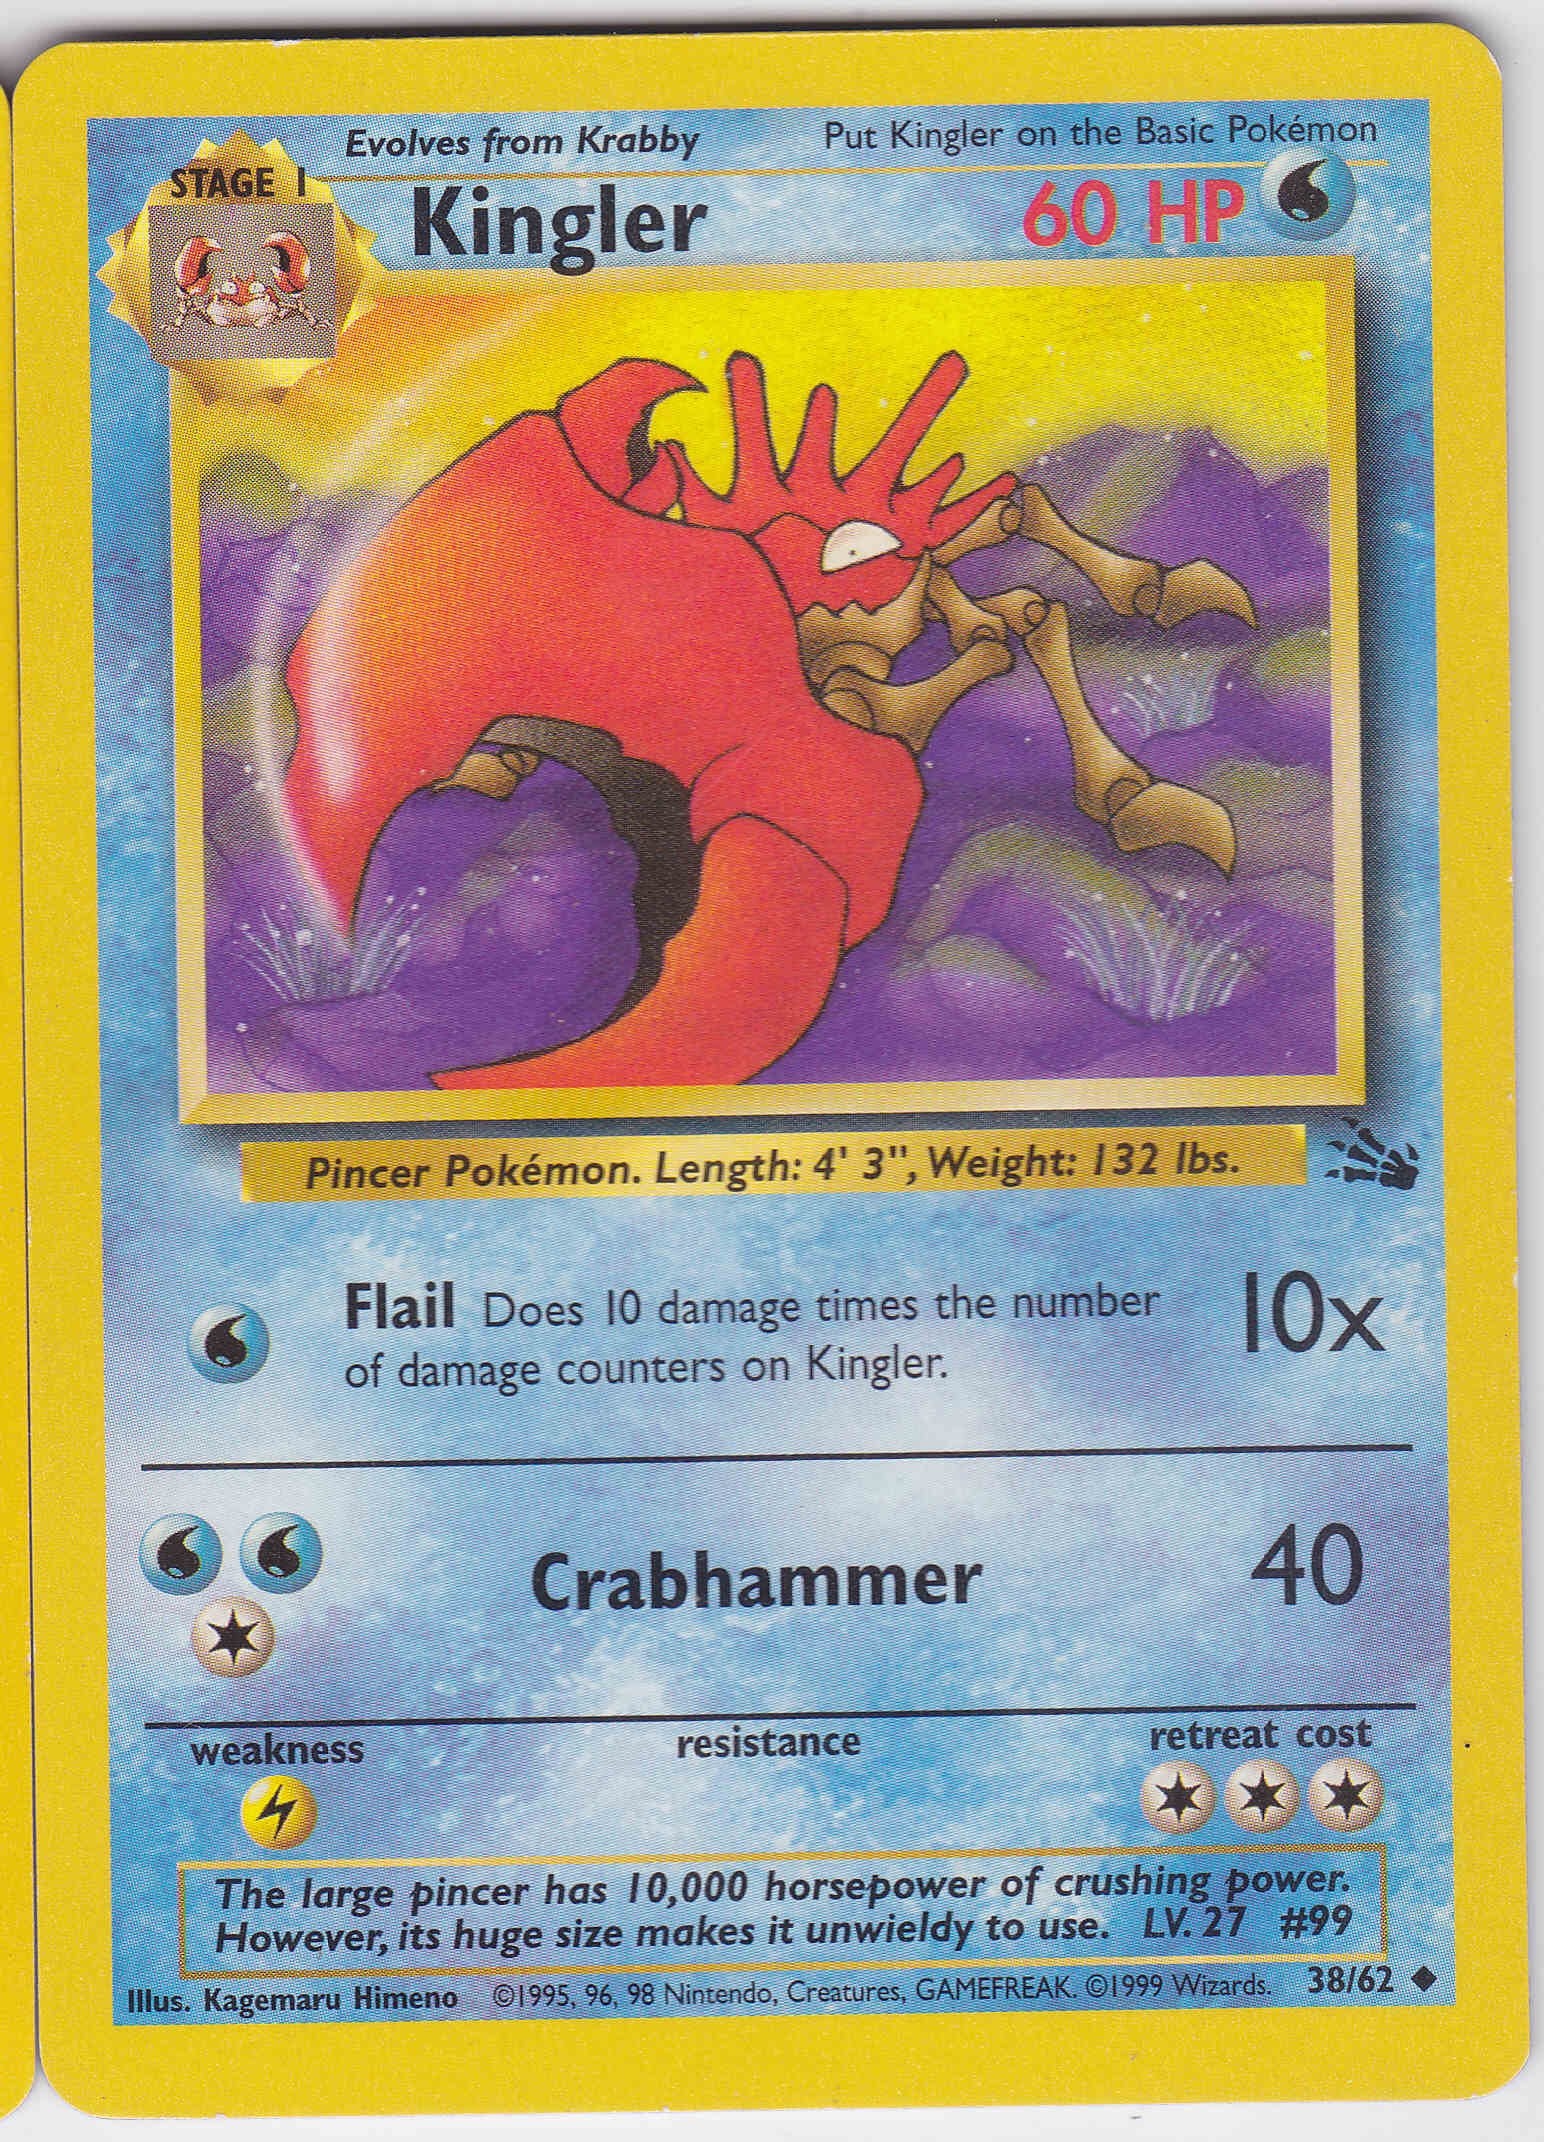 Evolves from Krabby
Put Kingler on the Basic Pokémon
STAGE 1
Kingler
60 HP
Pincer Pokémon. Length: 4' 3", Weight: 132 lbs.
Flail Does 10 damage times the number
of damage counters on Kingler.
10x
Crabhammer
40
weakness
resistance
retreat cost
The large pincer has 10,000 horsepower of crushing power.
However, its huge size makes it unwieldy to use. LV. 27 #99
Illus. Kagemaru Himeno ©1995, 96, 98 Nintendo, Creatures, GAMEFREAK. ©1999 Wizards. 38/62